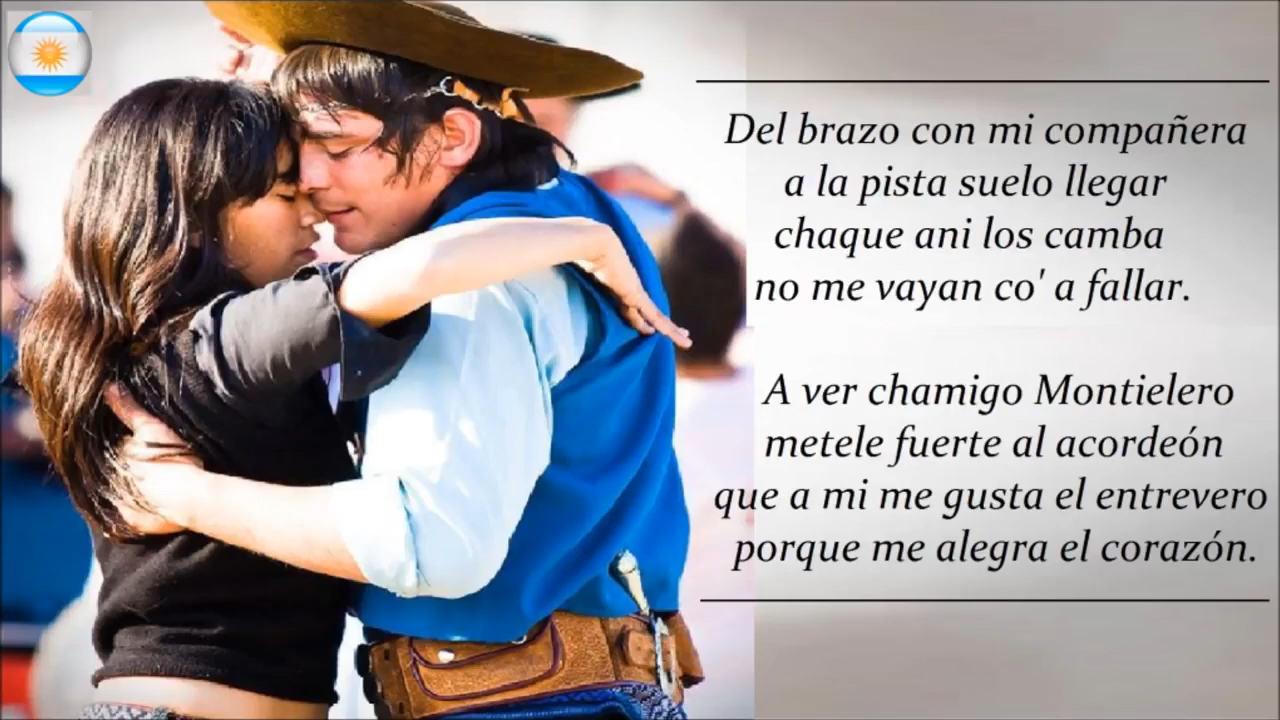 Del brazo con mi compañera
a la pista suelo llegar
chaque ani los camba
no me vayan co' a fallar.
A ver chamigo Montielero
metele fuerte al acordeón
que a mi me gusta el entrevero
porque me alegra el corazón.